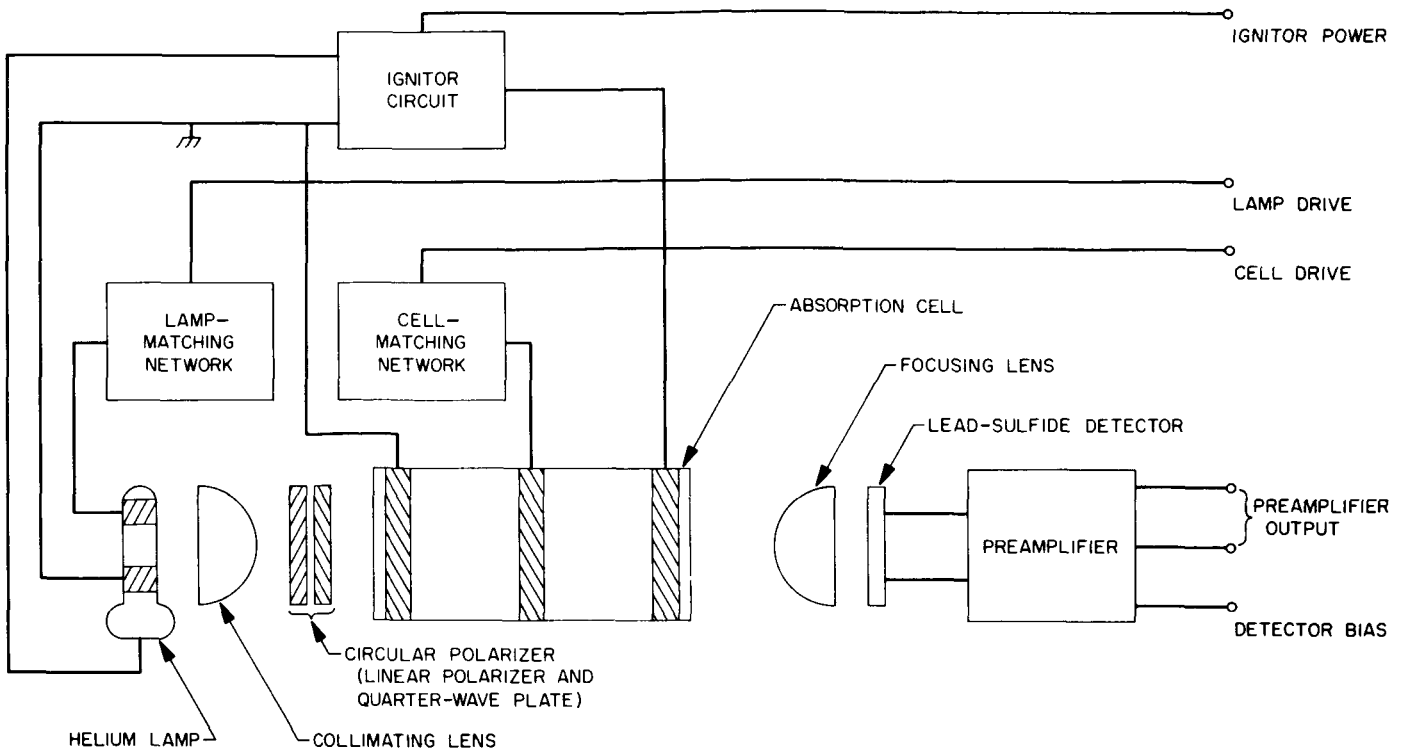 IGNITOR POWER
IGNITOR
CIRCUIT
LAMP DRIVE
CELL DRIVE
LAMP-
MATCHING
NETWORK
CELL-
MATCHING
NETWORK
ABSORPTION CELL
FOCUSING LENS
LEAD-SULFIDE DETECTOR
PREAMPLIFIER
PREAMPLIFIER
OUTPUT
DETECTOR BIAS
CIRCULAR POLARIZER
(LINEAR POLARIZER AND
QUARTER-WAVE PLATE)
HELIUM LAMP
COLLIMATING LENS